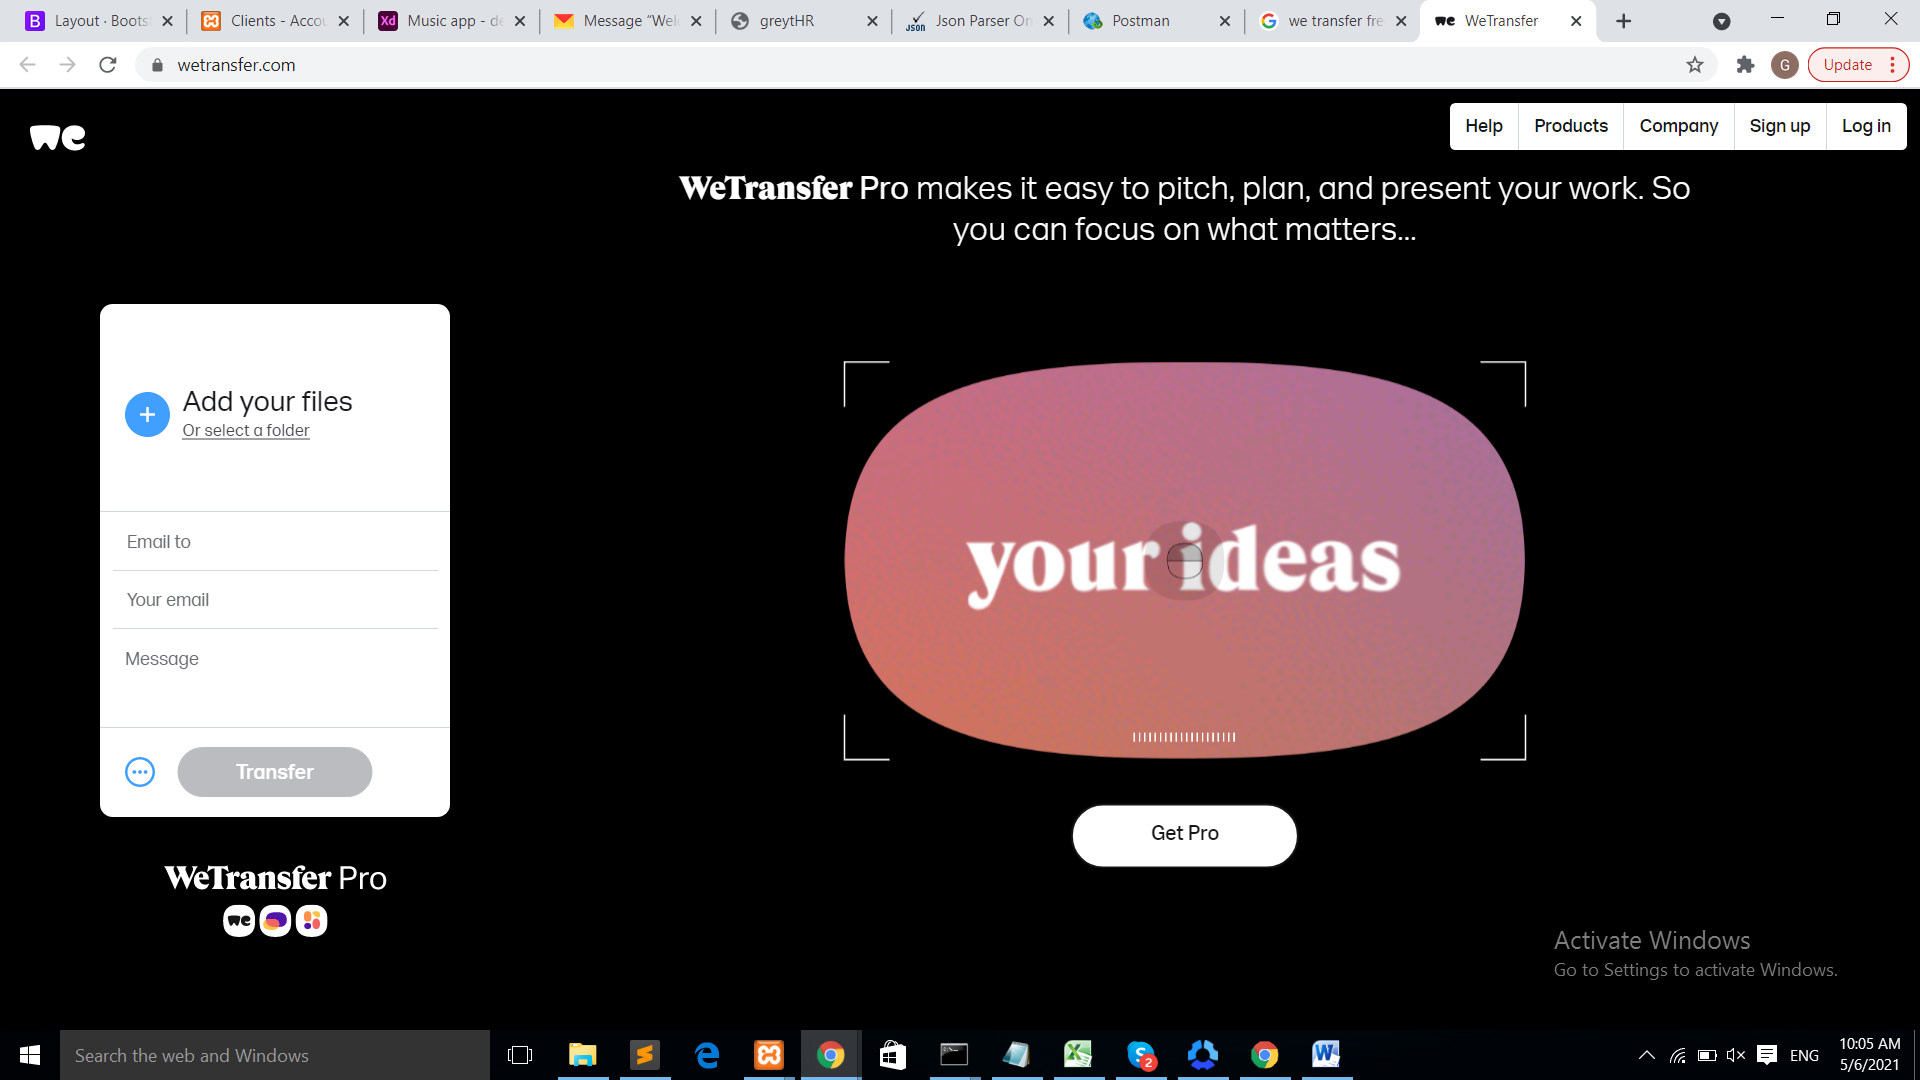 Layout · Boots
Clients - Accou
Xd
Music app - de
Message “Wel
greytHR
Json Parser On
Postman
we transfer fre
WeTransfer
wetransfer.com
G
Update
we
Help
Products
Company
Sign up
Log in
WeTransfer Pro makes it easy to pitch, plan, and present your work. So
you can focus on what matters...
Add your files
Or select a folder
Email to
Your email
Message
Transfer
your ideas
Get Pro
WeTransfer Pro
we
Activate Windows
Go to Settings to activate Windows.
Search the web and Windows
2
ENG
10:05 AM
5/6/2021